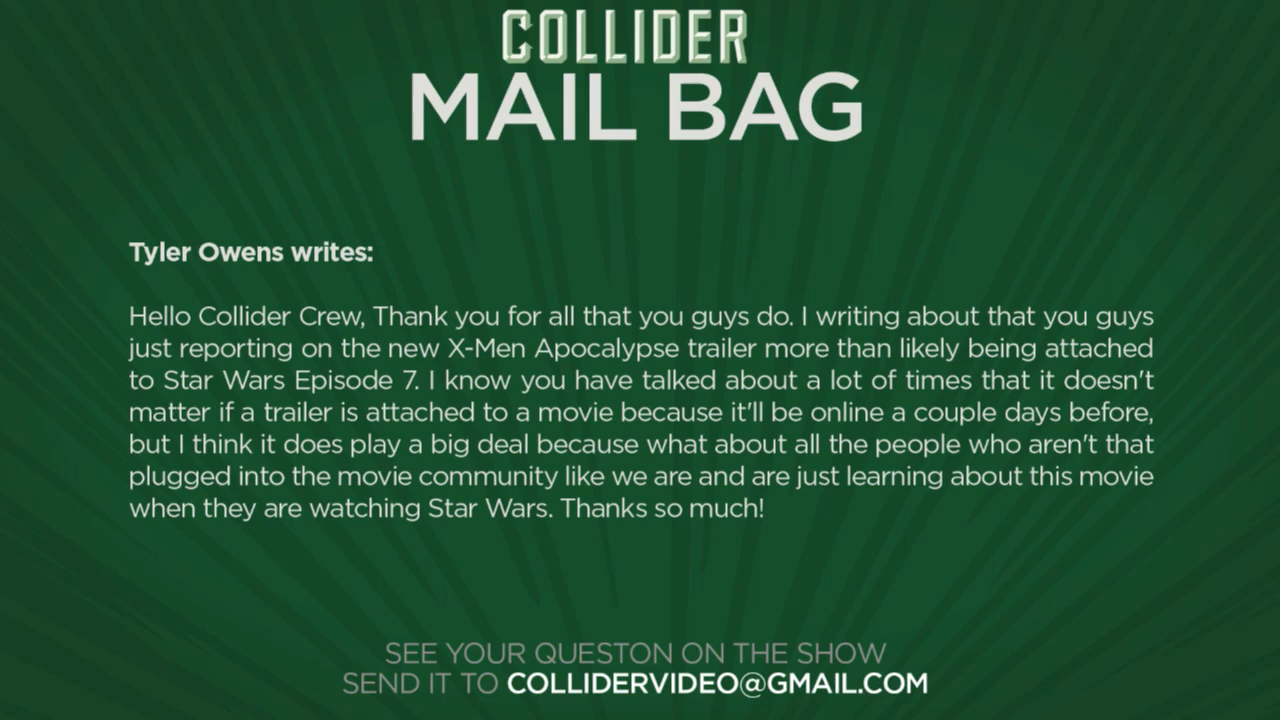 COLLIDER
MAIL BAG
Tyler Owens writes:
Hello Collider Crew, Thank you for all that you guys do. I writing about that you guys
just reporting on the new X-Men Apocalypse trailer more than likely being attached
to Star Wars Episode 7. I know you have talked about a lot of times that it doesn't
matter if a trailer is attached to a movie because it'll be online a couple days before,
but I think it does play a big deal because what about all the people who aren't that
plugged into the movie community like we are and are just learning about this movie
when they are watching Star Wars. Thanks so much!
SEE YOUR QUESTON ON THE SHOW
SEND IT TO COLLIDERVIDEO@GMAIL.COM